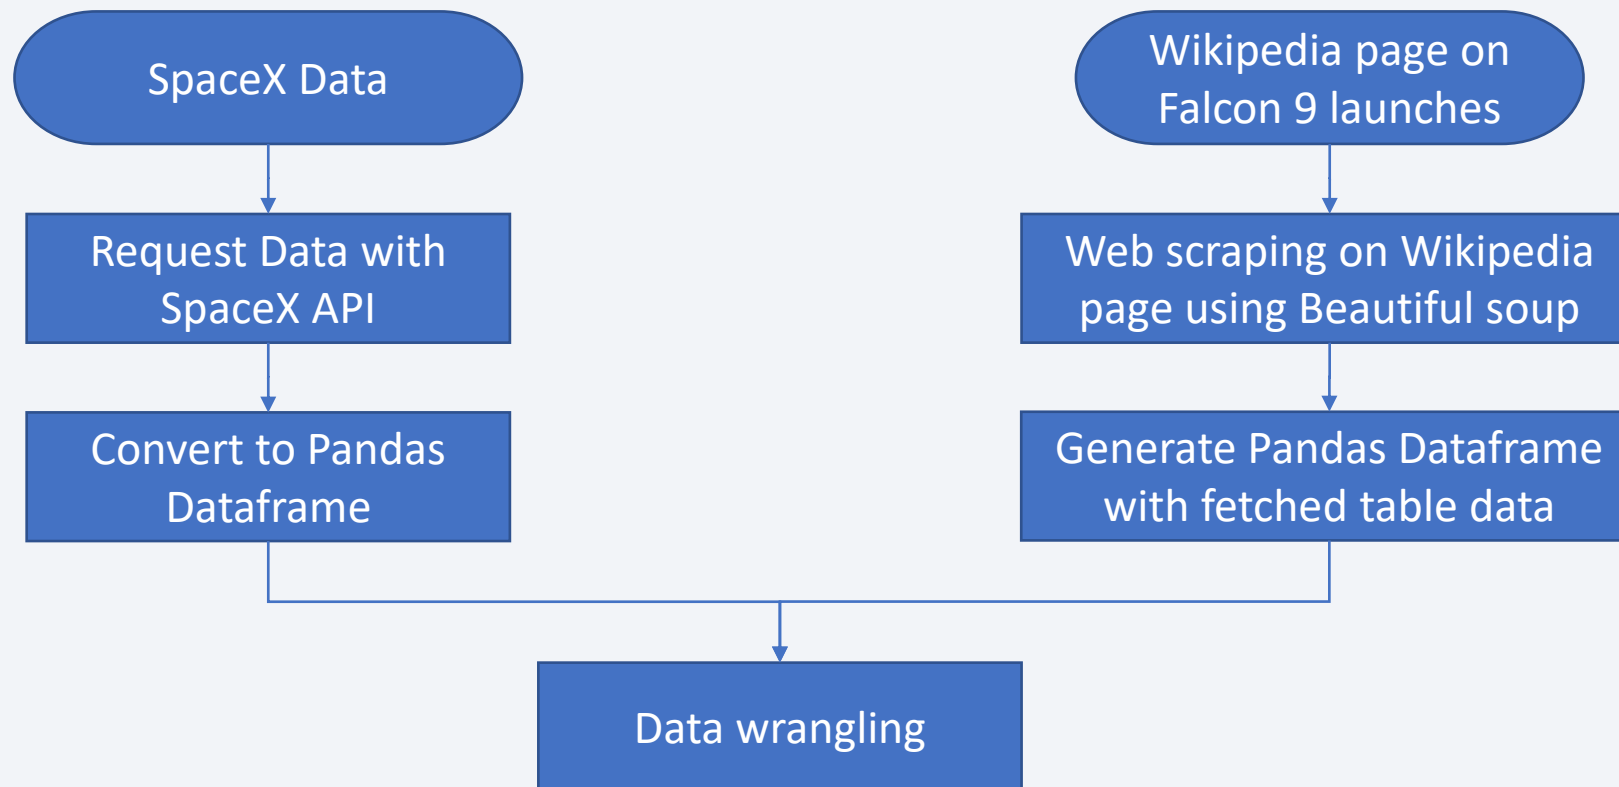 SpaceX Data
Request Data with
SpaceX API
Convert to Pandas
Dataframe
Wikipedia page on
Falcon 9 launches
Web scraping on Wikipedia
page using Beautiful soup
Generate Pandas Dataframe
with fetched table data
Data wrangling